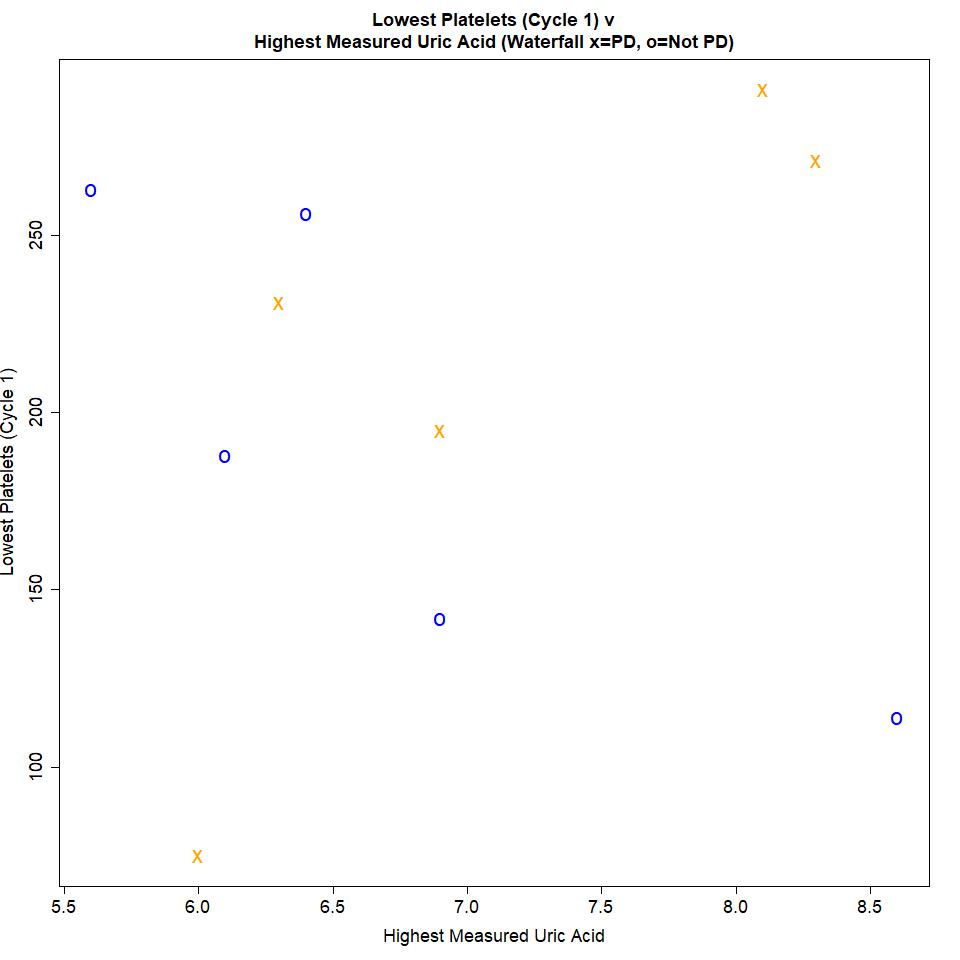 Lowest Platelets (Cycle 1) v
Highest Measured Uric Acid (Waterfall x=PD, o=Not PD)
Lowest Platelets (Cycle 1)
250
200
150
100
X
X
O
O
X
X
O
O
O
X
5.5 6.0 6.5 7.0 7.5 8.0 8.5
Highest Measured Uric Acid